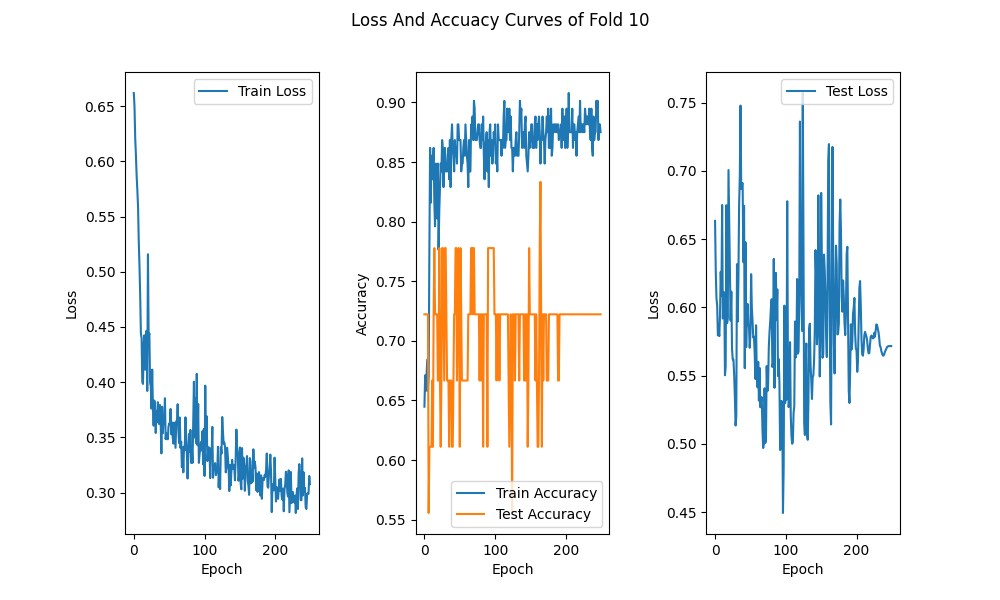 Loss And Accuacy Curves of Fold 10
Train Loss
0.65
0.60
0.55
0.50
0.45
0.40
0.35
0.30
Loss
0
100
200
Epoch
0.90
0.85
0.80
0.75
0.70
0.65
0.60
0.55
Accuracy
Train Accuracy
Test Accuracy
0
100
200
Epoch
Test Loss
0.75
0.70
0.65
0.60
0.55
0.50
0.45
Loss
0
100
200
Epoch